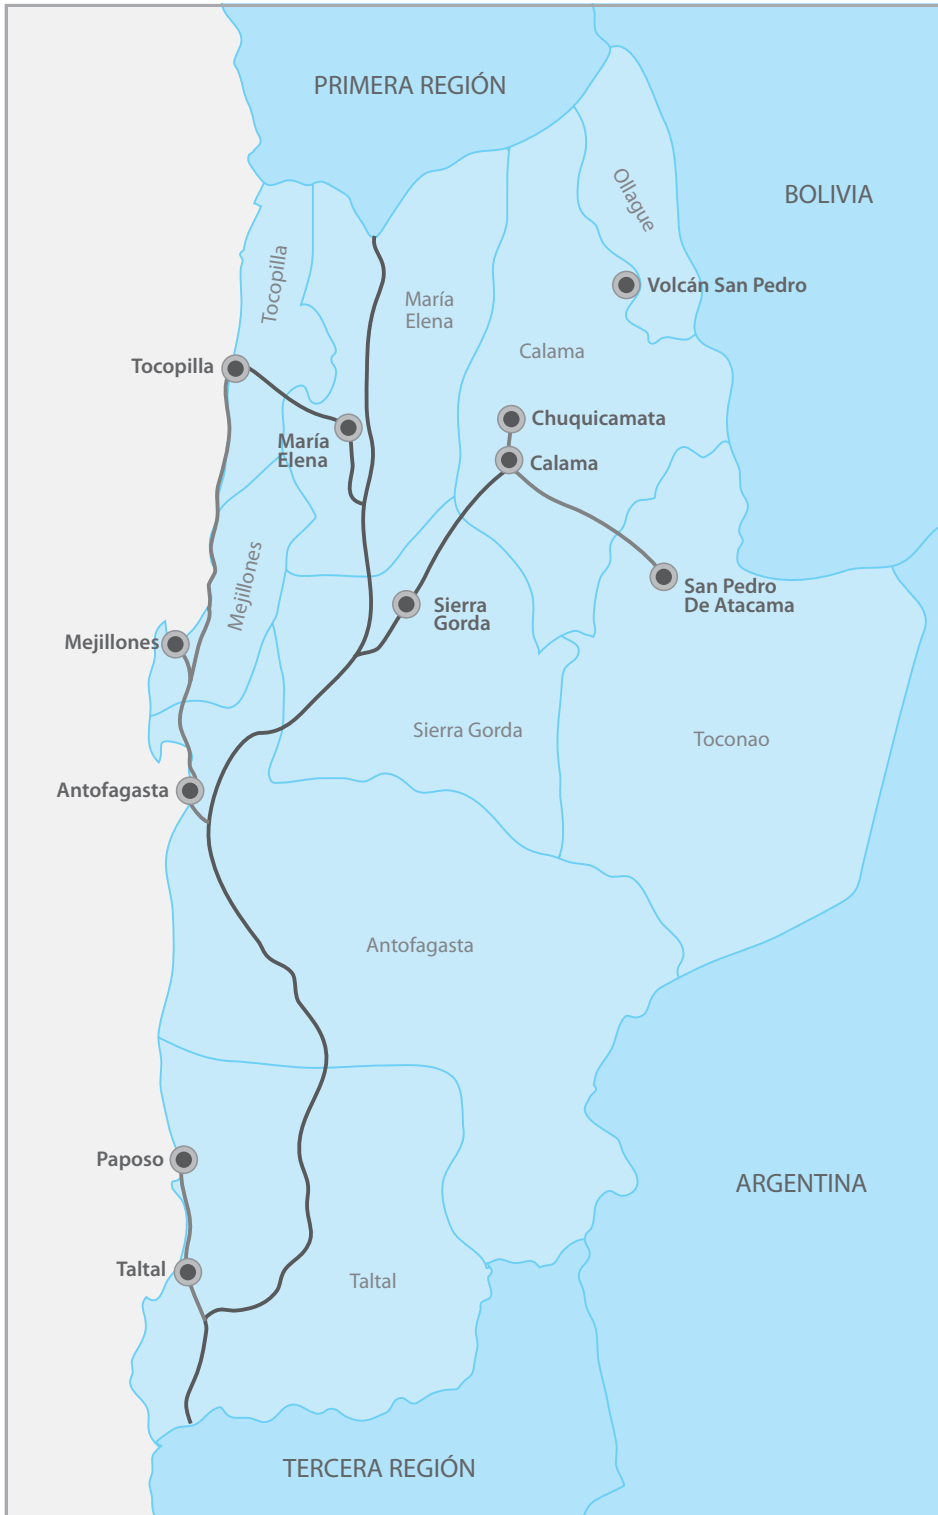 PRIMERA REGIÓN
BOLIVIA
Ollague
Tocopilla
Volcán San Pedro
María
Elena
Calama
Tocopilla
Chuquicamata
María
Elena
Calama
Mejillones
San Pedro
De Atacama
Sierra
Gorda
Mejillones
Sierra Gorda
Toconao
Antofagasta
Antofagasta
Paposo
ARGENTINA
Taltal
Taltal
TERCERA REGIÓN